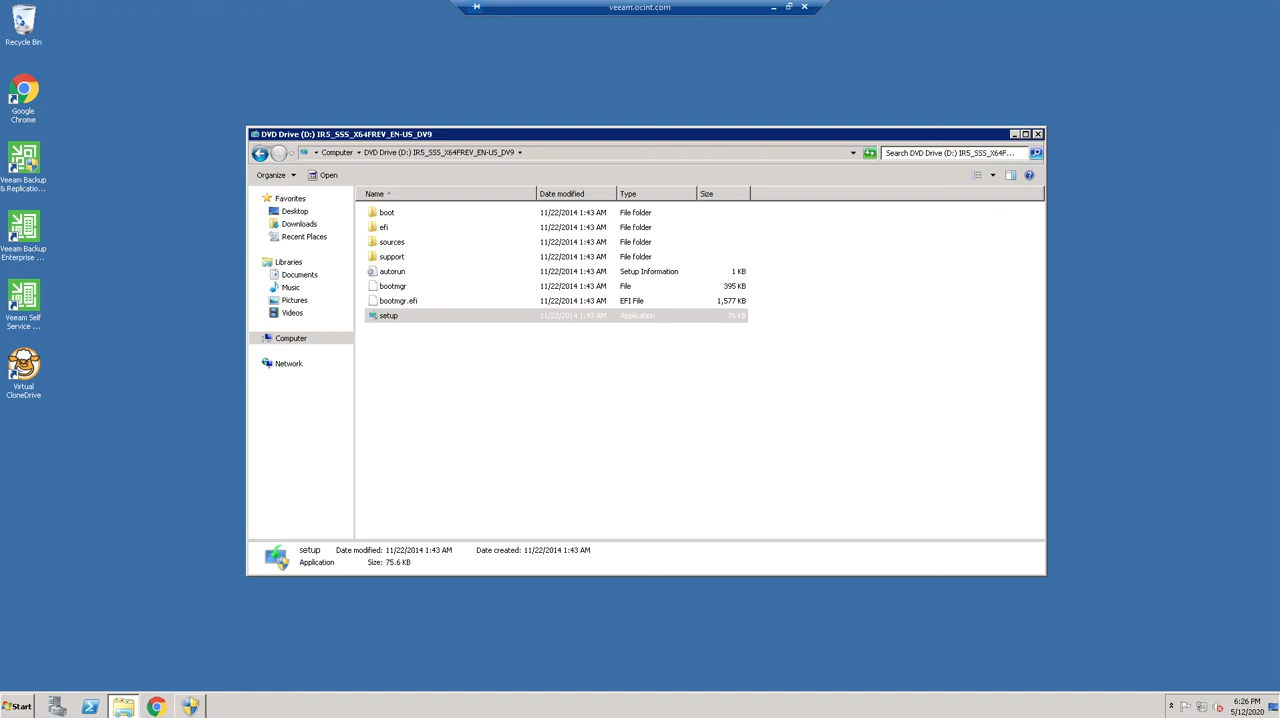 veeam.ocint.com
Recycle Bin
Google
Chrome
Veeam Backup
& Replicatio...
Veeam Backup
Enterprise ...
Veeam Self
Service ...
Virtual
CloneDrive
DVD Drive (D:) IR5_SSS_X64FREV_EN-US_DV9
Computer
DVD Drive (D:) IR5_SSS_X64FREV_EN-US_DV9
Search DVD Drive (D:) IR5_SSS_X64F...
Organize
Open
Name
Date modified
Type
Size
Favorites
Desktop
Downloads
Recent Places
Libraries
Documents
Music
Pictures
Videos
Computer
Network
boot 11/22/2014 1:43 AM File folder
efi 11/22/2014 1:43 AM File folder
sources 11/22/2014 1:43 AM File folder
support 11/22/2014 1:43 AM File folder
autorun 11/22/2014 1:43 AM Setup Information 1 KB
bootmgr 11/22/2014 1:43 AM File 395 KB
bootmgr.efi 11/22/2014 1:43 AM EFI File 1,577 KB
setup 11/22/2014 1:43 AM Application 76 KB
setup Date modified: 11/22/2014 1:43 AM Date created: 11/22/2014 1:43 AM
Application Size: 75.6 KB
Start
6:26 PM
5/12/2020